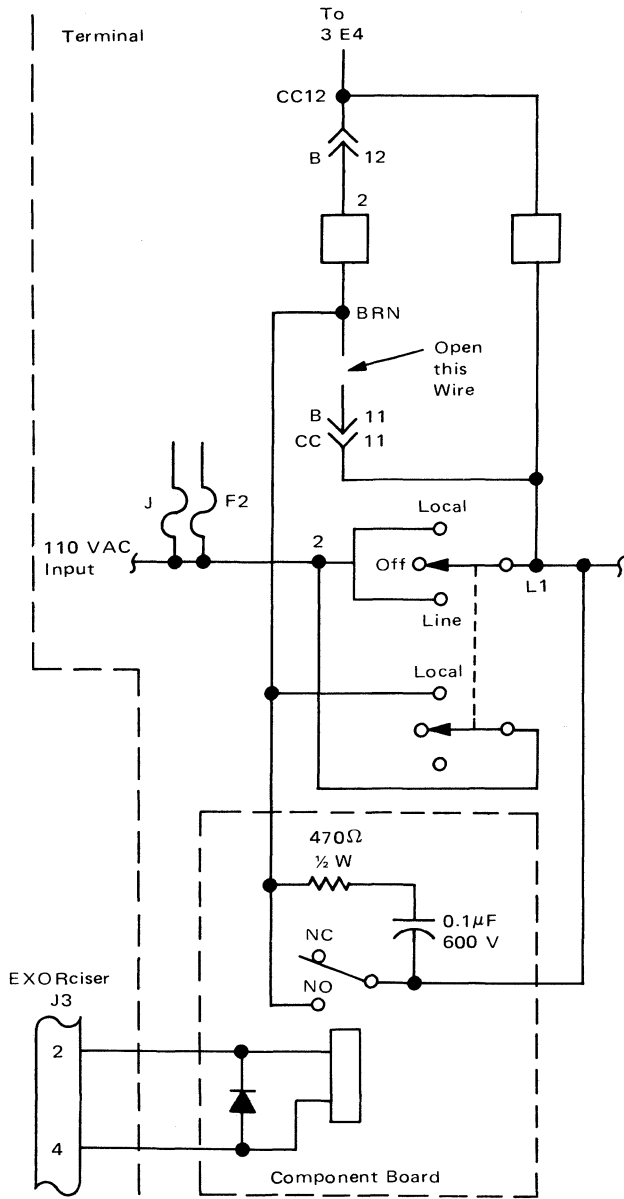 To
3 E4
Terminal
CC12
B 12
2
BRN
Open
this
Wire
B 11
CC 11
J F2
Local
110 VAC
Input
2
Off
L1
Line
Local
470Ω
½ W
0.1μF
600 V
NC
NO
EXORciser
J3
2
4
Component Board